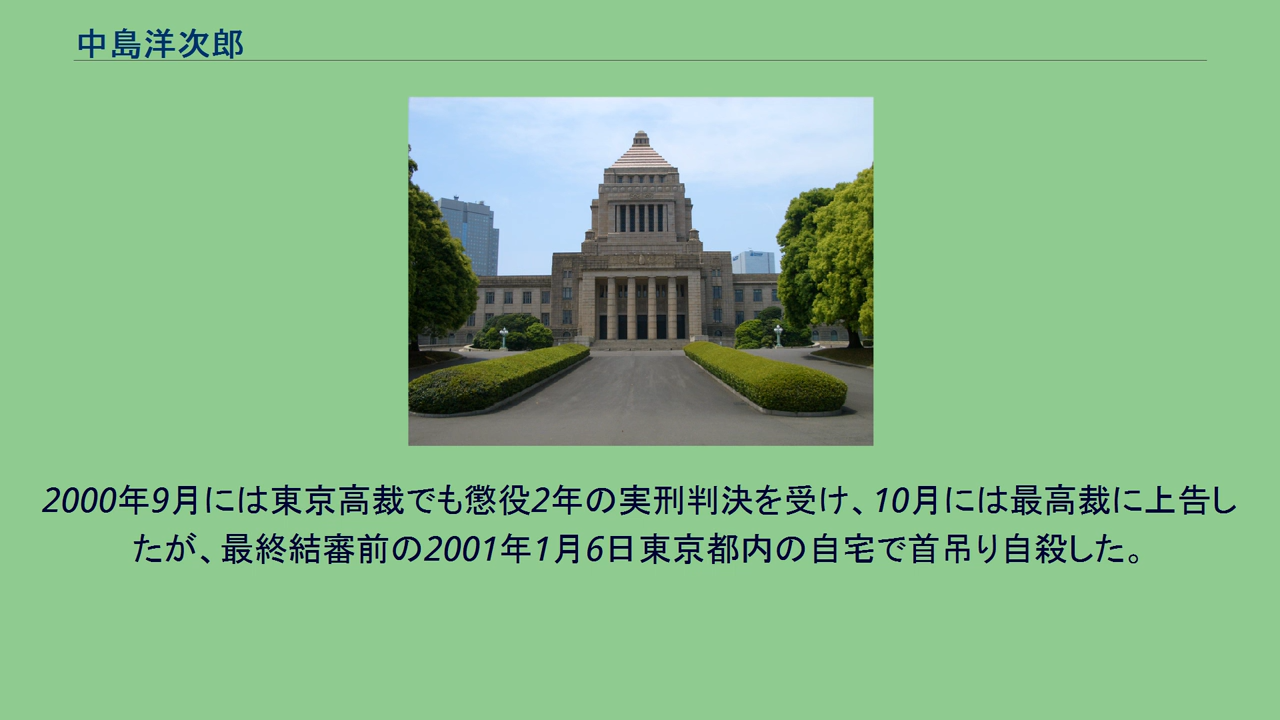 中島洋次郎
2000年9月には東京高裁でも懲役2年の実刑判決を受け、10月には最高裁に上告し
たが、最終結審前の2001年1月6日東京都内の自宅で首吊り自殺した。